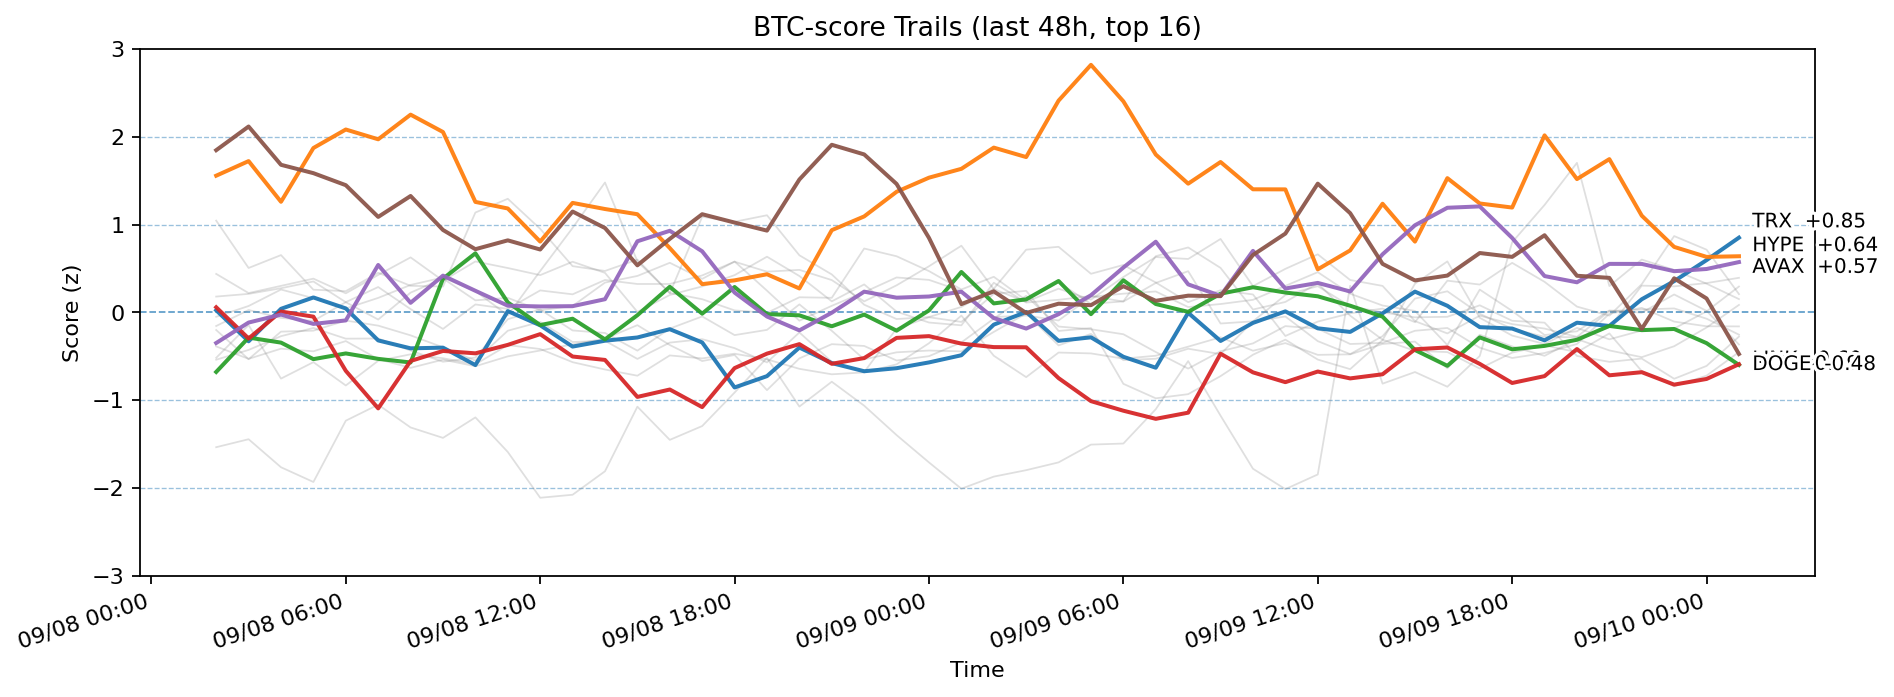 BTC-score Trails (last 48h, top 16)
Score (z)
3
2
1
0
−1
−2
−3
TRX +0.85
HYPE +0.64
AVAX +0.57
DOGE -0.48
09/08 00:00
09/08 06:00
09/08 12:00
09/08 18:00
09/09 00:00
09/09 06:00
09/09 12:00
09/09 18:00
09/10 00:00
Time